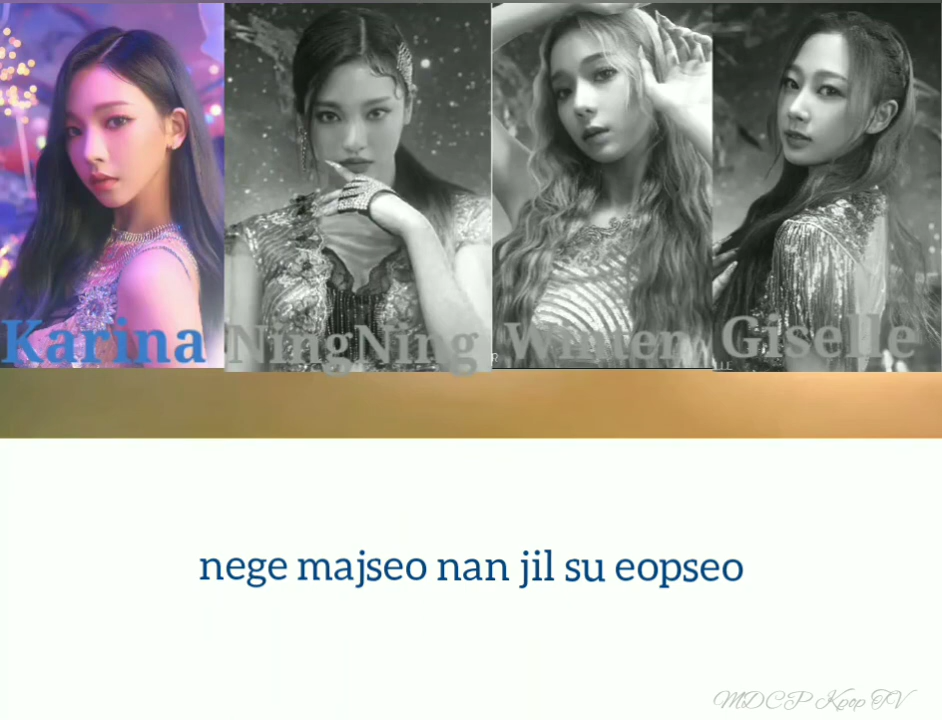 Karina NingNing Winter Giselle
nege majseo nan jil su eopseo
MDCP Kpop TV